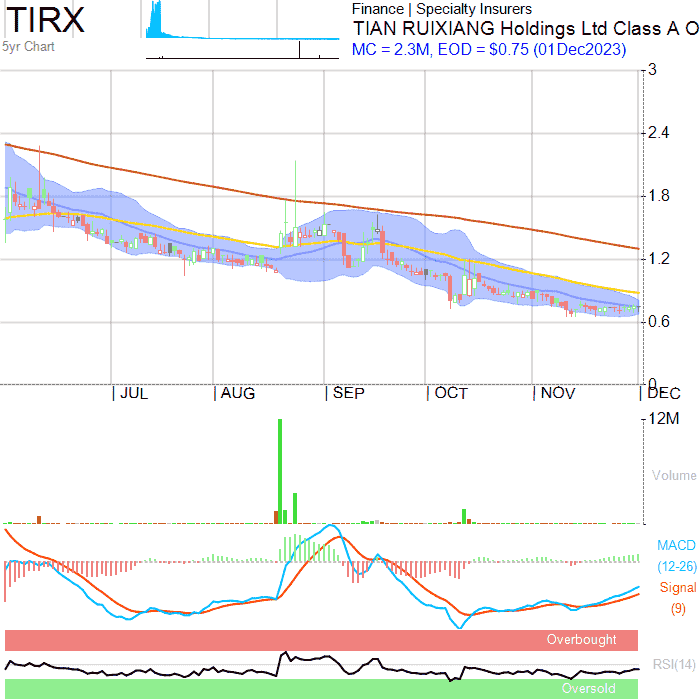 TIRX
5yr Chart
Finance | Specialty Insurers
TIAN RUIXIANG Holdings Ltd Class A O
MC = 2.3M, EOD = $0.75 (01Dec2023)
3
2.4
1.8
1.2
0.6
0
JUL AUG SEP OCT NOV DEC
12M
Volume
MACD
(12-26)
Signal
(9)
Overbought
RSI(14)
Oversold